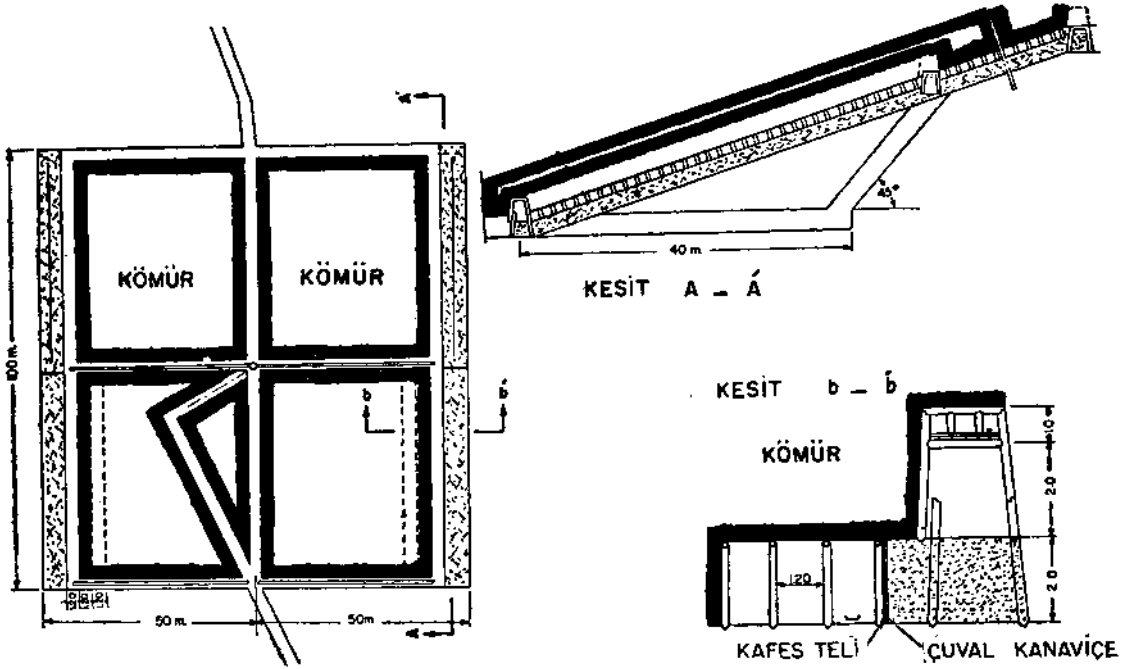 Á
KÖMÜR
KÖMÜR
100 m.
b
b́
50 m.
50m
A
45°
40 m.
KESİT A – Á
KESİT b – b́
KÖMÜR
1.0
2.0
2.0
120
KAFES TELİ
ÇUVAL KANAVİÇE